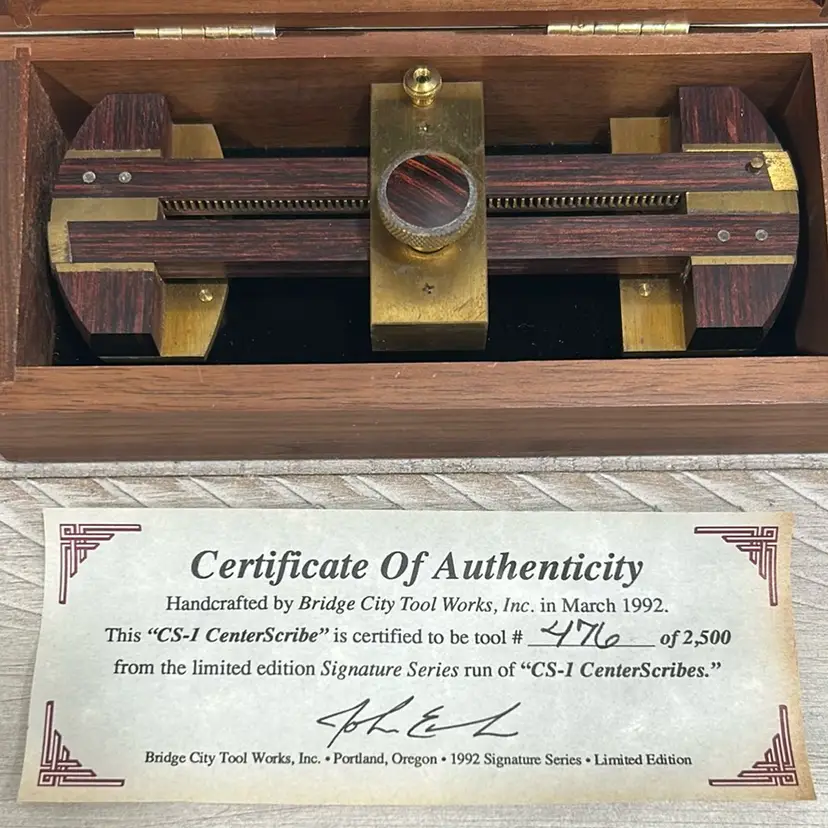 Certificate Of Authenticity
Handcrafted by Bridge City Tool Works, Inc. in March 1992.
This “CS-1 CenterScribe” is certified to be tool # 476 of 2,500
from the limited edition Signature Series run of “CS-1 CenterScribes.”
Bridge City Tool Works, Inc. • Portland, Oregon • 1992 Signature Series • Limited Edition